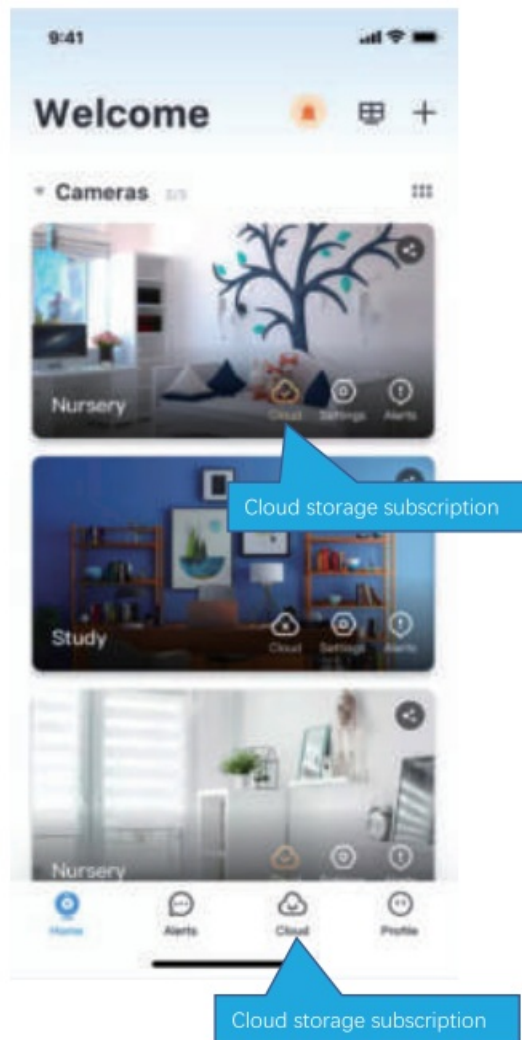 9:41
Welcome
Cameras
Nursery
Cloud Settings Alerts
Cloud storage subscription
Study
Cloud Settings Alerts
Nursery
Cloud
Home Alerts Cloud Profile
Cloud storage subscription